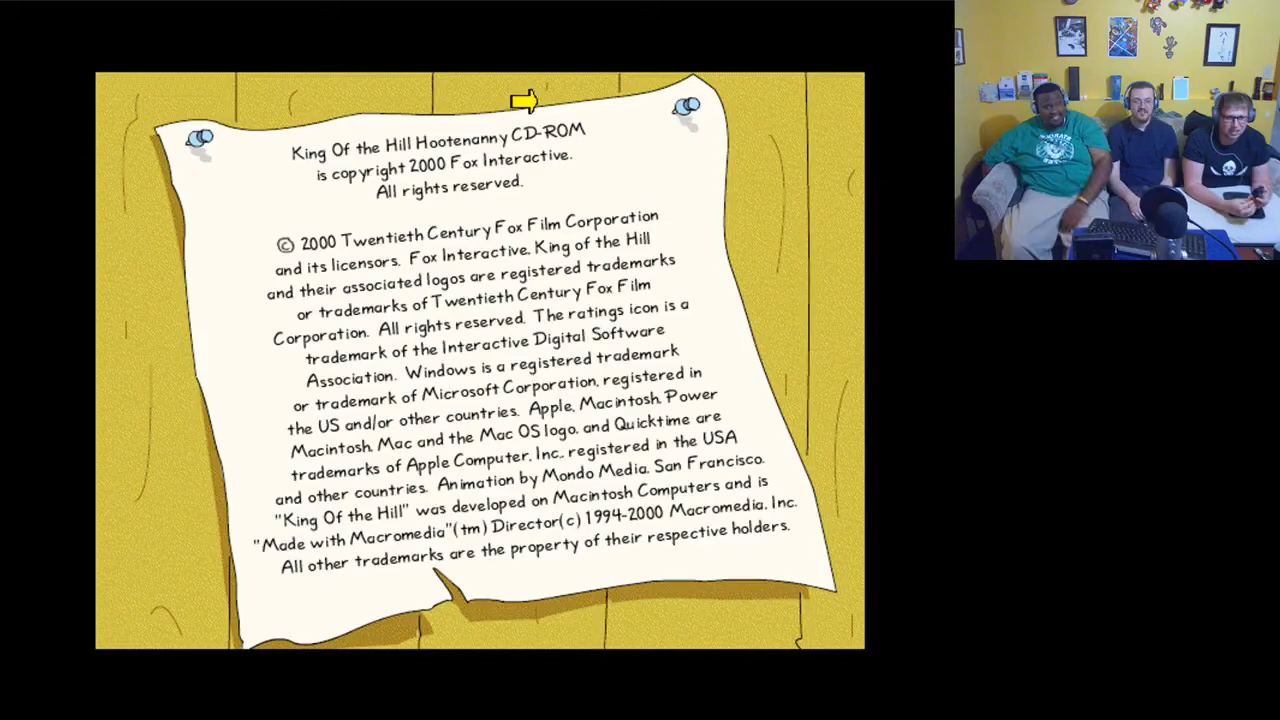 King Of the Hill Hootenanny CD-ROM
is copyright 2000 Fox Interactive.
All rights reserved.
© 2000 Twentieth Century Fox Film Corporation
and its licensors. Fox Interactive, King of the Hill
and their associated logos are registered trademarks
or trademarks of Twentieth Century Fox Film
Corporation. All rights reserved. The ratings icon is a
trademark of the Interactive Digital Software
Association. Windows is a registered trademark
or trademark of Microsoft Corporation, registered in
the US and/or other countries. Apple, Macintosh, Power
Macintosh, Mac and the Mac OS logo, and Quicktime are
trademarks of Apple Computer, Inc., registered in the USA
and other countries. Animation by Mondo Media, San Francisco.
"King Of the Hill" was developed on Macintosh Computers and is
"Made with Macromedia"(tm) Director(c) 1994-2000 Macromedia, Inc.
All other trademarks are the property of their respective holders.